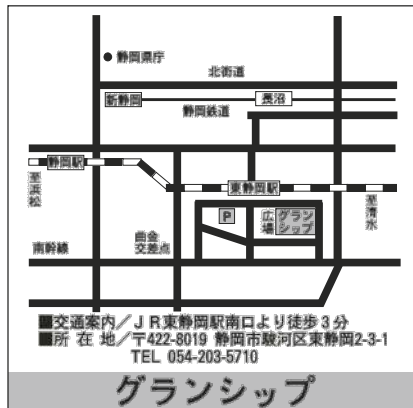 静岡県庁
北街道
新静岡
長沼
静岡鉄道
静岡駅
東静岡駅
至浜松
至清水
P
広場
グラン
シップ
南幹線
曲金
交差点
■交通案内／JR東静岡駅南口より徒歩3分
■所在地／〒422-8019 静岡市駿河区東静岡2-3-1
TEL 054-203-5710
グランシップ